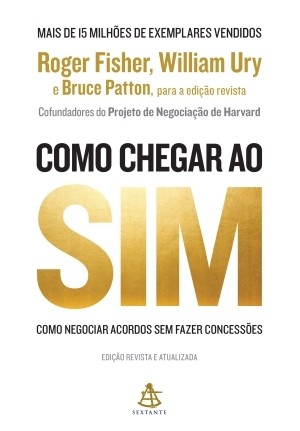 MAIS DE 15 MILHÕES DE EXEMPLARES VENDIDOS
Roger Fisher, William Ury
e Bruce Patton, para a edição revista
Cofundadores do Projeto de Negociação de Harvard
COMO CHEGAR AO
SIM
COMO NEGOCIAR ACORDOS SEM FAZER CONCESSÕES
EDIÇÃO REVISTA E ATUALIZADA
SEXTANTE